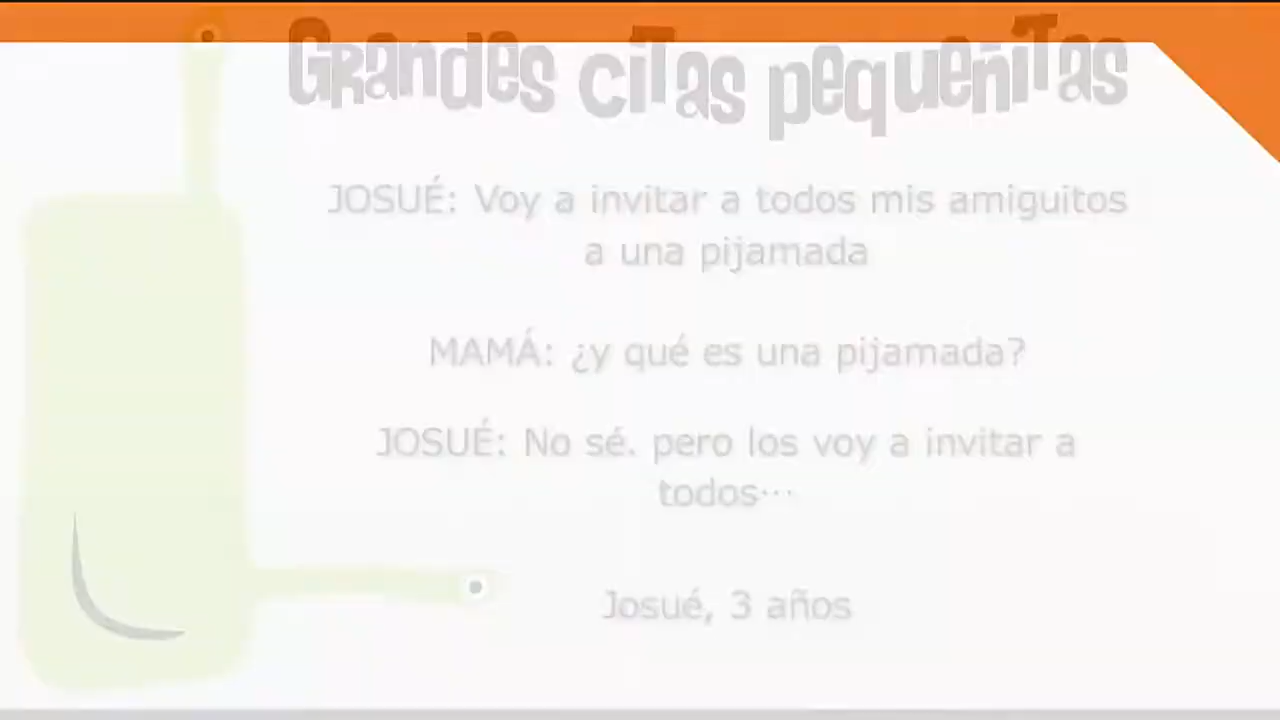 Grandes citas pequeñitas
JOSUÉ: Voy a invitar a todos mis amiguitos
a una pijamada
MAMÁ: ¿y qué es una pijamada?
JOSUÉ: No sé. pero los voy a invitar a
todos···
Josué, 3 años